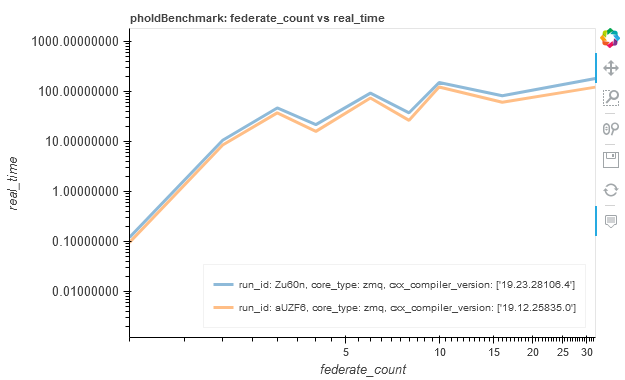 pholdBenchmark: federate_count vs real_time
1000.00000000
100.00000000
10.00000000
1.00000000
0.10000000
0.01000000
real_time
run_id: Zu60n, core_type: zmq, cxx_compiler_version: ['19.23.28106.4']
run_id: aUZF6, core_type: zmq, cxx_compiler_version: ['19.12.25835.0']
5 10 15 20 25 30
federate_count